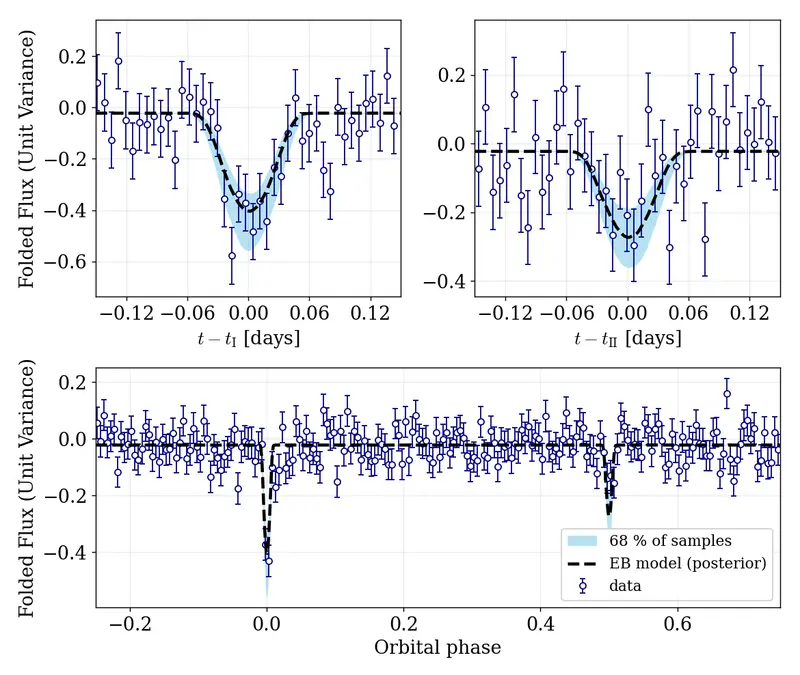 Folded Flux (Unit Variance)
0.2
0.0
−0.2
−0.4
−0.6
−0.12 −0.06 0.00 0.06 0.12
t − t_I [days]
0.2
0.0
−0.2
−0.4
−0.12 −0.06 0.00 0.06 0.12
t − t_II [days]
Folded Flux (Unit Variance)
0.2
0.0
−0.2
−0.4
−0.2 0.0 0.2 0.4 0.6
Orbital phase
68 % of samples
EB model (posterior)
data